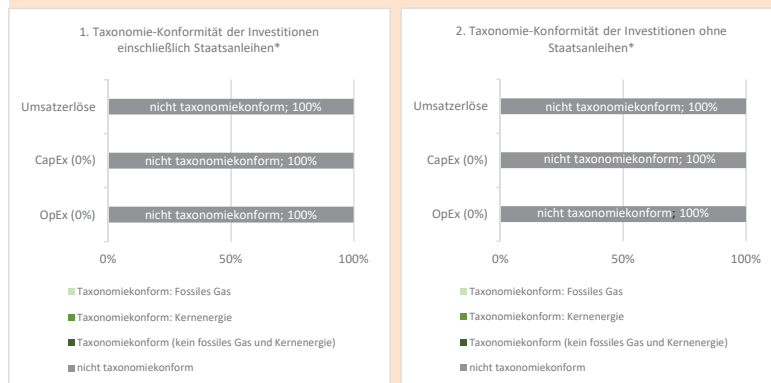 1. Taxonomie-Konformität der Investitionen
einschließlich Staatsanleihen*
Umsatzerlöse
nicht taxonomiekonform; 100%
CapEx (0%)
nicht taxonomiekonform; 100%
OpEx (0%)
nicht taxonomiekonform; 100%
0%
50%
100%
Taxonomiekonform: Fossiles Gas
Taxonomiekonform: Kernenergie
Taxonomiekonform (kein fossiles Gas und Kernenergie)
nicht taxonomiekonform
2. Taxonomie-Konformität der Investitionen ohne
Staatsanleihen*
Umsatzerlöse
nicht taxonomiekonform; 100%
CapEx (0%)
nicht taxonomiekonform; 100%
OpEx (0%)
nicht taxonomiekonform; 100%
0%
50%
100%
Taxonomiekonform: Fossiles Gas
Taxonomiekonform: Kernenergie
Taxonomiekonform (kein fossiles Gas und Kernenergie)
nicht taxonomiekonform